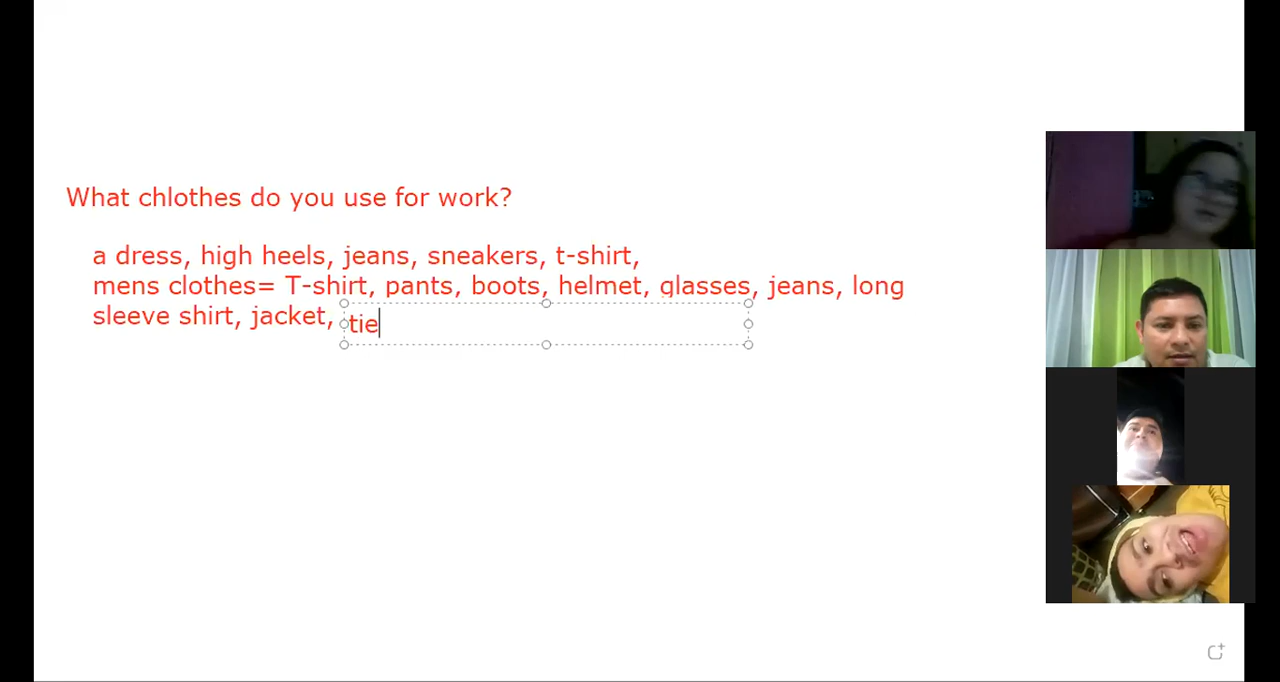 What chlothes do you use for work?
a dress, high heels, jeans, sneakers, t-shirt,
mens clothes= T-shirt, pants, boots, helmet, glasses, jeans, long
sleeve shirt, jacket, tie